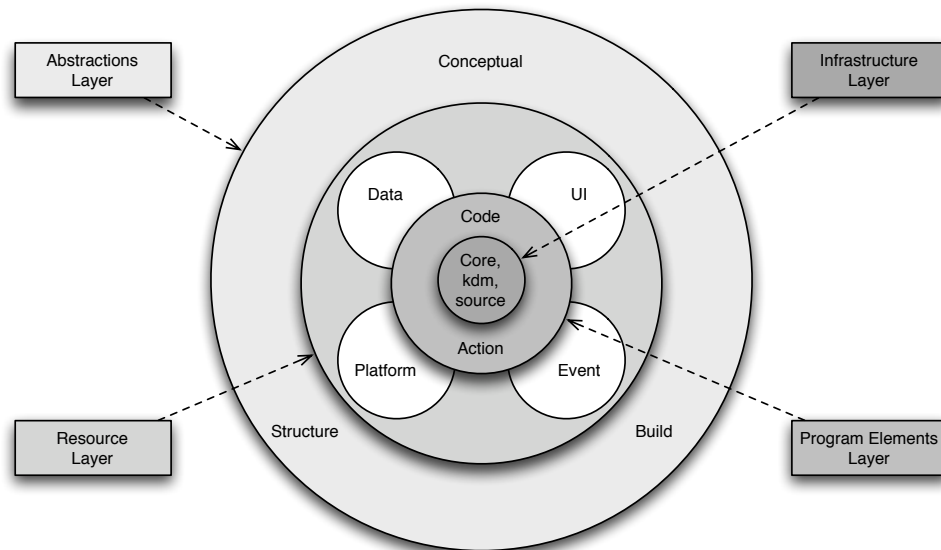 Abstractions
Layer
Infrastructure
Layer
Conceptual
Data
UI
Code
Core,
kdm,
source
Action
Platform
Event
Structure
Build
Resource
Layer
Program Elements
Layer